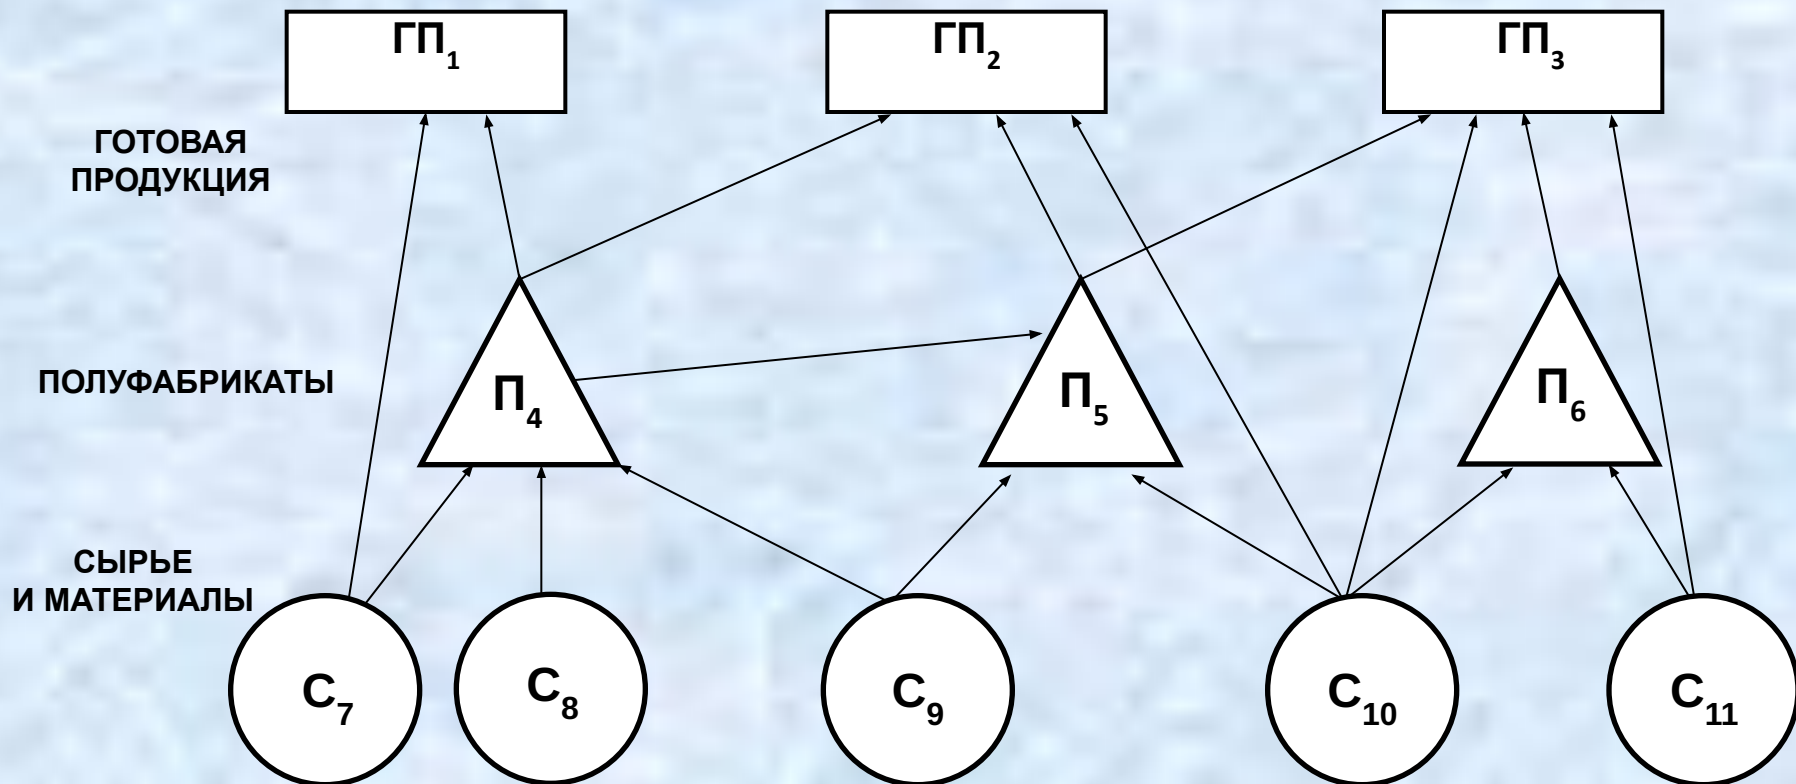 ГП1
ГП2
ГП3
ГОТОВАЯ
ПРОДУКЦИЯ
ПОЛУФАБРИКАТЫ
П4
П5
П6
СЫРЬЕ
И МАТЕРИАЛЫ
С7
С8
С9
С10
С11